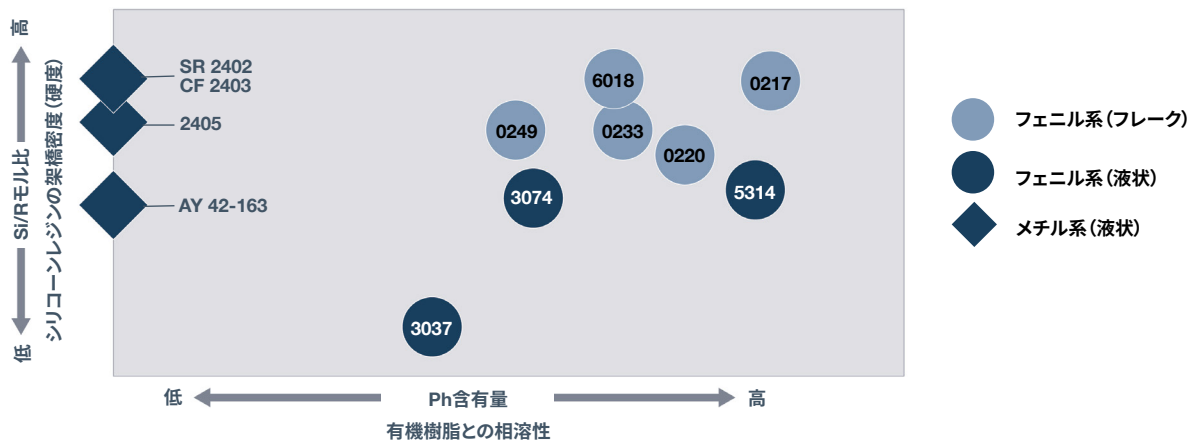 高
Si/Rモル比
シリコーンレジンの架橋密度(硬度)
低
SR 2402
CF 2403
2405
AY 42-163
6018
0217
0249
0233
0220
3074
5314
3037
低
Ph含有量
高
有機樹脂との相溶性
フェニル系(フレーク)
フェニル系(液状)
メチル系(液状)